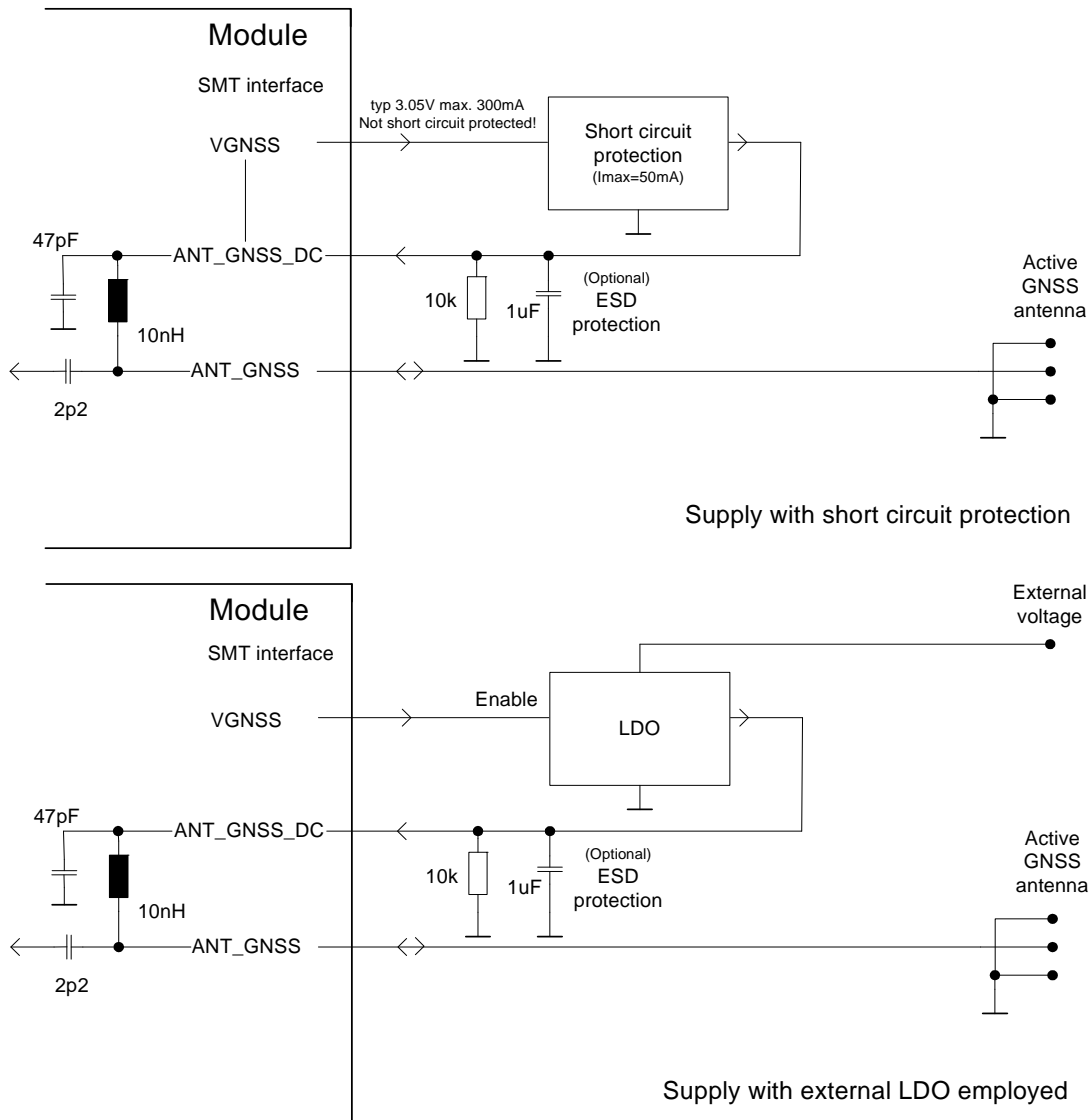 Module
SMT interface
typ 3.05V max. 300mA
Not short circuit protected!
VGNSS
Short circuit
protection
(Imax=50mA)
47pF
ANT_GNSS_DC
10nH
10k
1uF
(Optional)
ESD
protection
Active
GNSS
antenna
ANT_GNSS
2p2
Supply with short circuit protection
Module
SMT interface
External
voltage
VGNSS
Enable
LDO
47pF
ANT_GNSS_DC
10nH
10k
1uF
(Optional)
ESD
protection
Active
GNSS
antenna
ANT_GNSS
2p2
Supply with external LDO employed